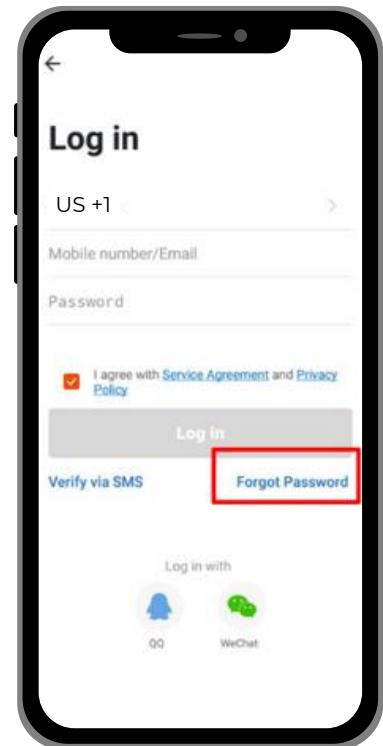 Log in
US +1
Mobile number/Email
Password
I agree with Service Agreement and Privacy
Policy
Log in
Verify via SMS Forgot Password
Log in with
QQ WeChat